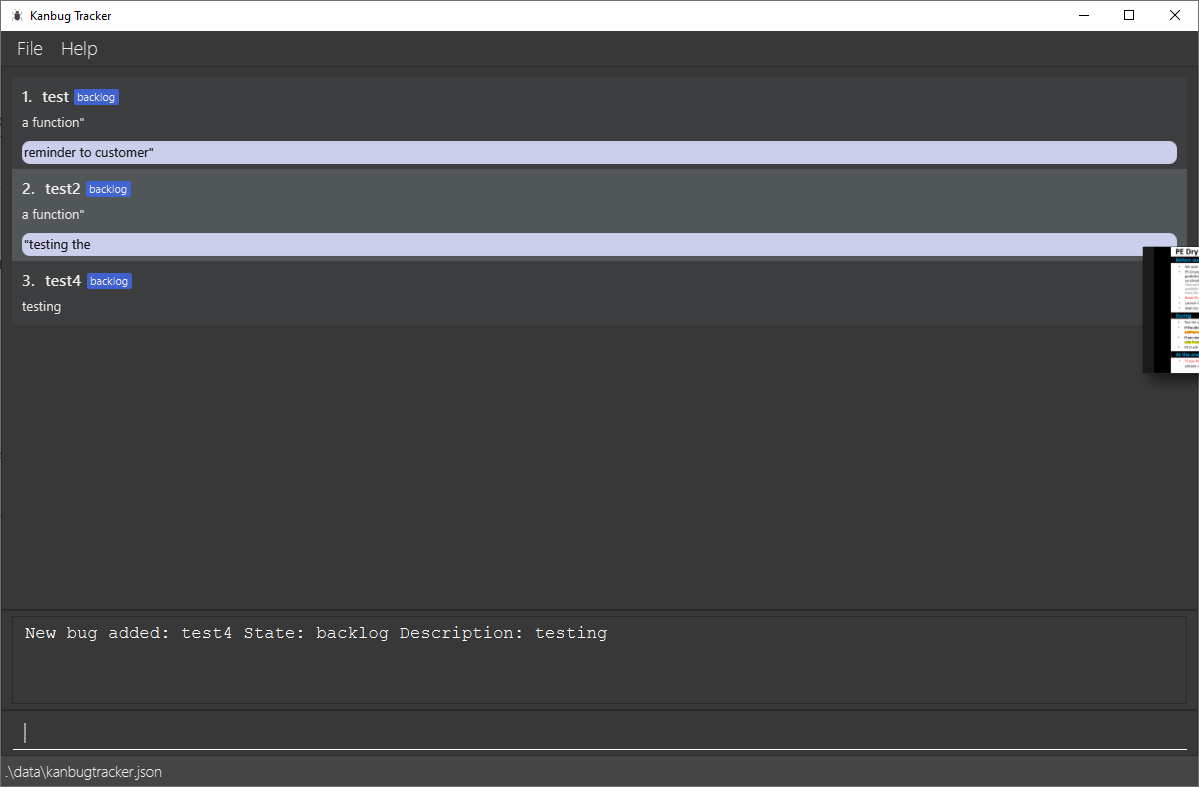 Kanbug Tracker
File Help
1. test backlog
a function"
reminder to customer"
2. test2 backlog
a function"
"testing the
3. test4 backlog
testing
PE Dry
New bug added: test4 State: backlog Description: testing
.\data\kanbugtracker.json